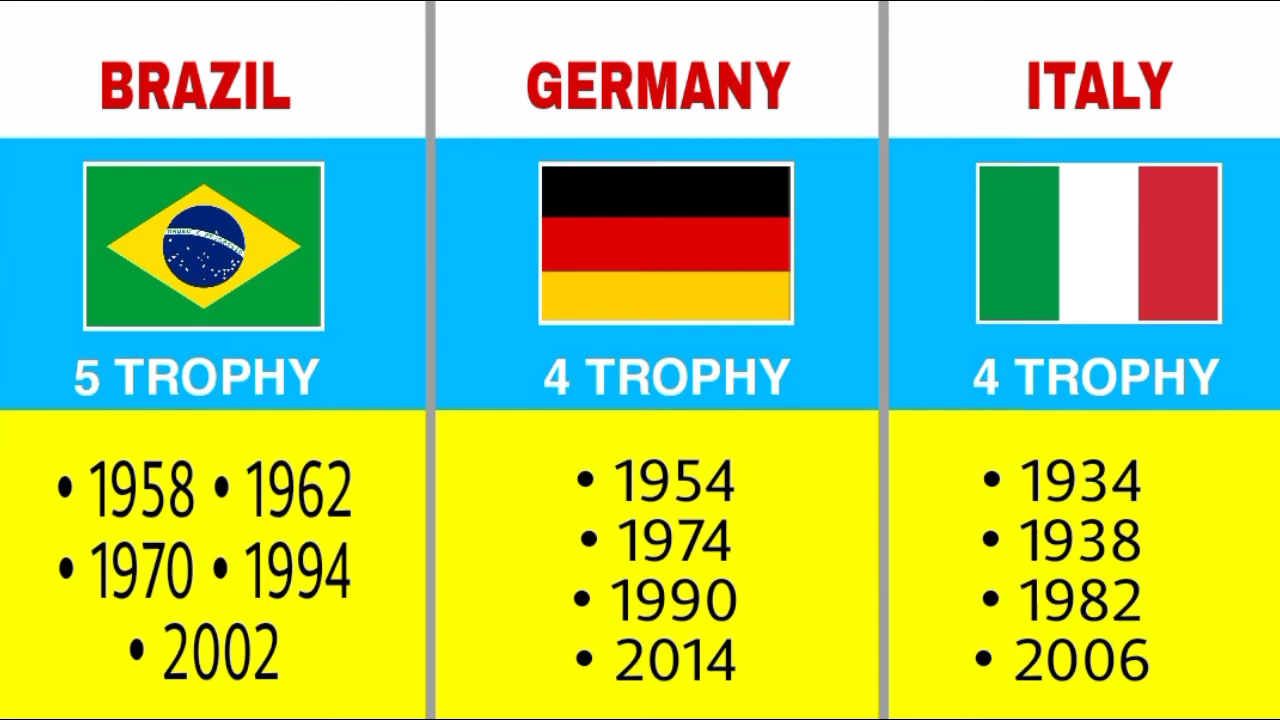 BRAZIL
5 TROPHY
• 1958 • 1962
• 1970 • 1994
• 2002
GERMANY
4 TROPHY
• 1954
• 1974
• 1990
• 2014
ITALY
4 TROPHY
• 1934
• 1938
• 1982
• 2006